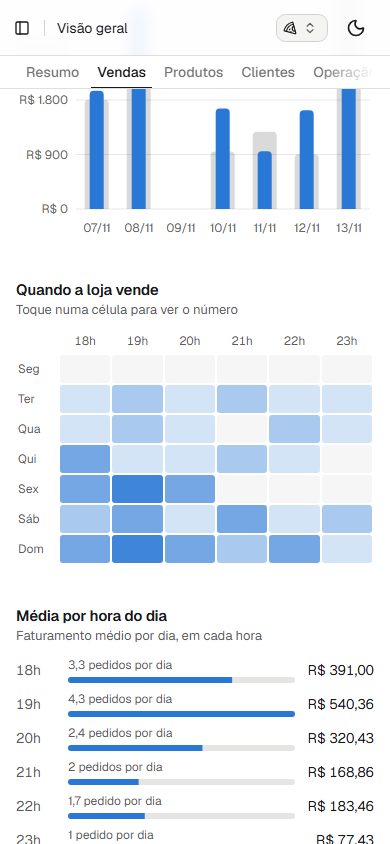 Visão geral
Resumo Vendas Produtos Clientes Operaçã
R$ 1.800
R$ 900
R$ 0
07/11 08/11 09/11 10/11 11/11 12/11 13/11
Quando a loja vende
Toque numa célula para ver o número
18h 19h 20h 21h 22h 23h
Seg
Ter
Qua
Qui
Sex
Sáb
Dom
Média por hora do dia
Faturamento médio por dia, em cada hora
18h 3,3 pedidos por dia R$ 391,00
19h 4,3 pedidos por dia R$ 540,36
20h 2,4 pedidos por dia R$ 320,43
21h 2 pedidos por dia R$ 168,86
22h 1,7 pedido por dia R$ 183,46
23h 1 pedido por dia R$ 77,43